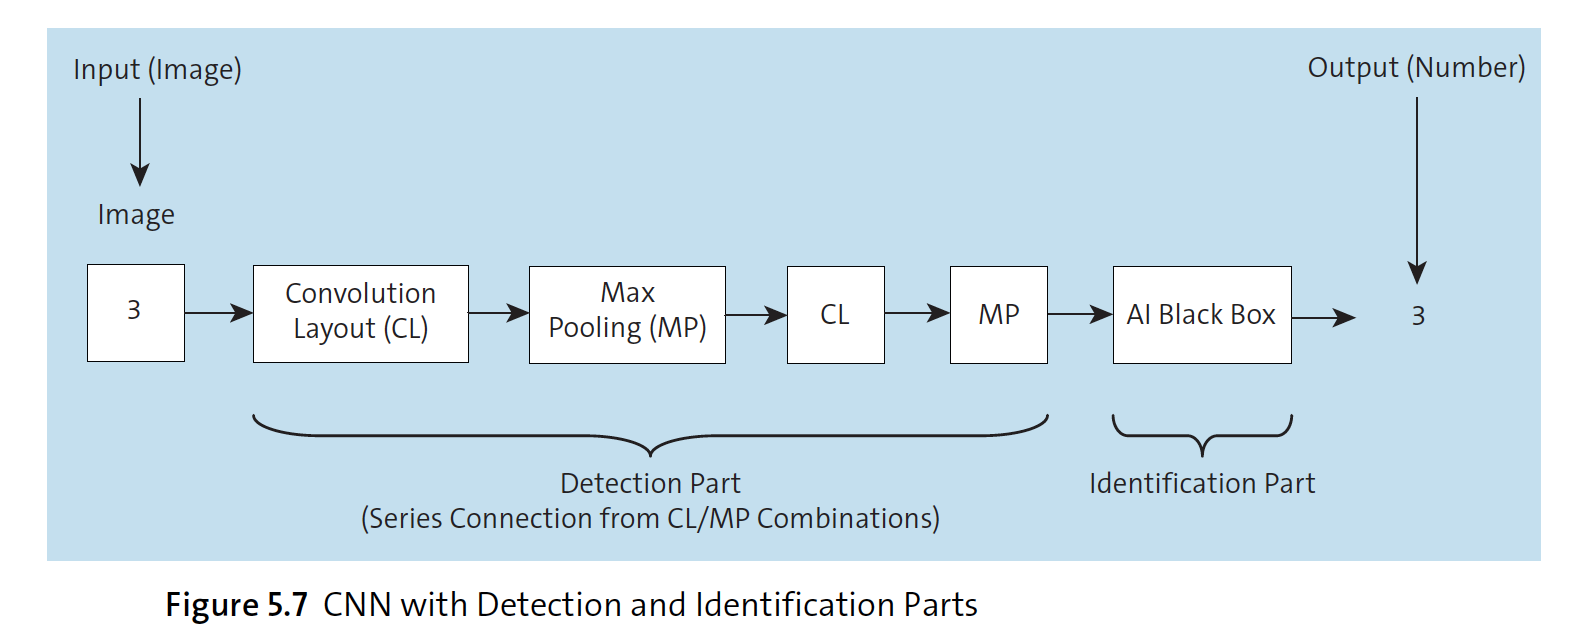 Input (Image)
Output (Number)
Image
3
Convolution
Layout (CL)
Max
Pooling (MP)
CL
MP
AI Black Box
3
Detection Part
(Series Connection from CL/MP Combinations)
Identification Part
Figure 5.7 CNN with Detection and Identification Parts